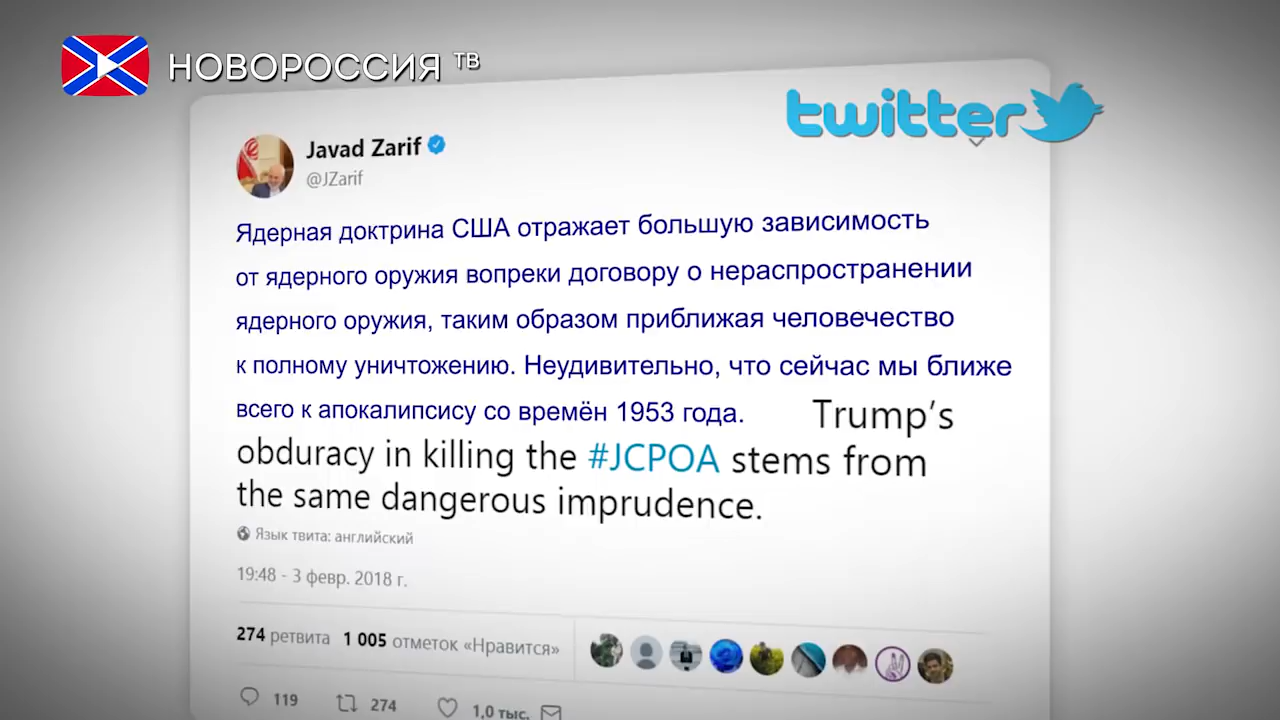 НОВОРОССИЯ ТВ
twitter
Javad Zarif
@JZarif
Ядерная доктрина США отражает большую зависимость
от ядерного оружия вопреки договору о нераспространении
ядерного оружия, таким образом приближая человечество
к полному уничтожению. Неудивительно, что сейчас мы ближе
всего к апокалипсису со времён 1953 года. Trump’s
obduracy in killing the #JCPOA stems from
the same dangerous imprudence.
Язык твита: английский
19:48 - 3 февр. 2018 г.
274 ретвита 1 005 отметок «Нравится»
119 274 1,0 тыс.